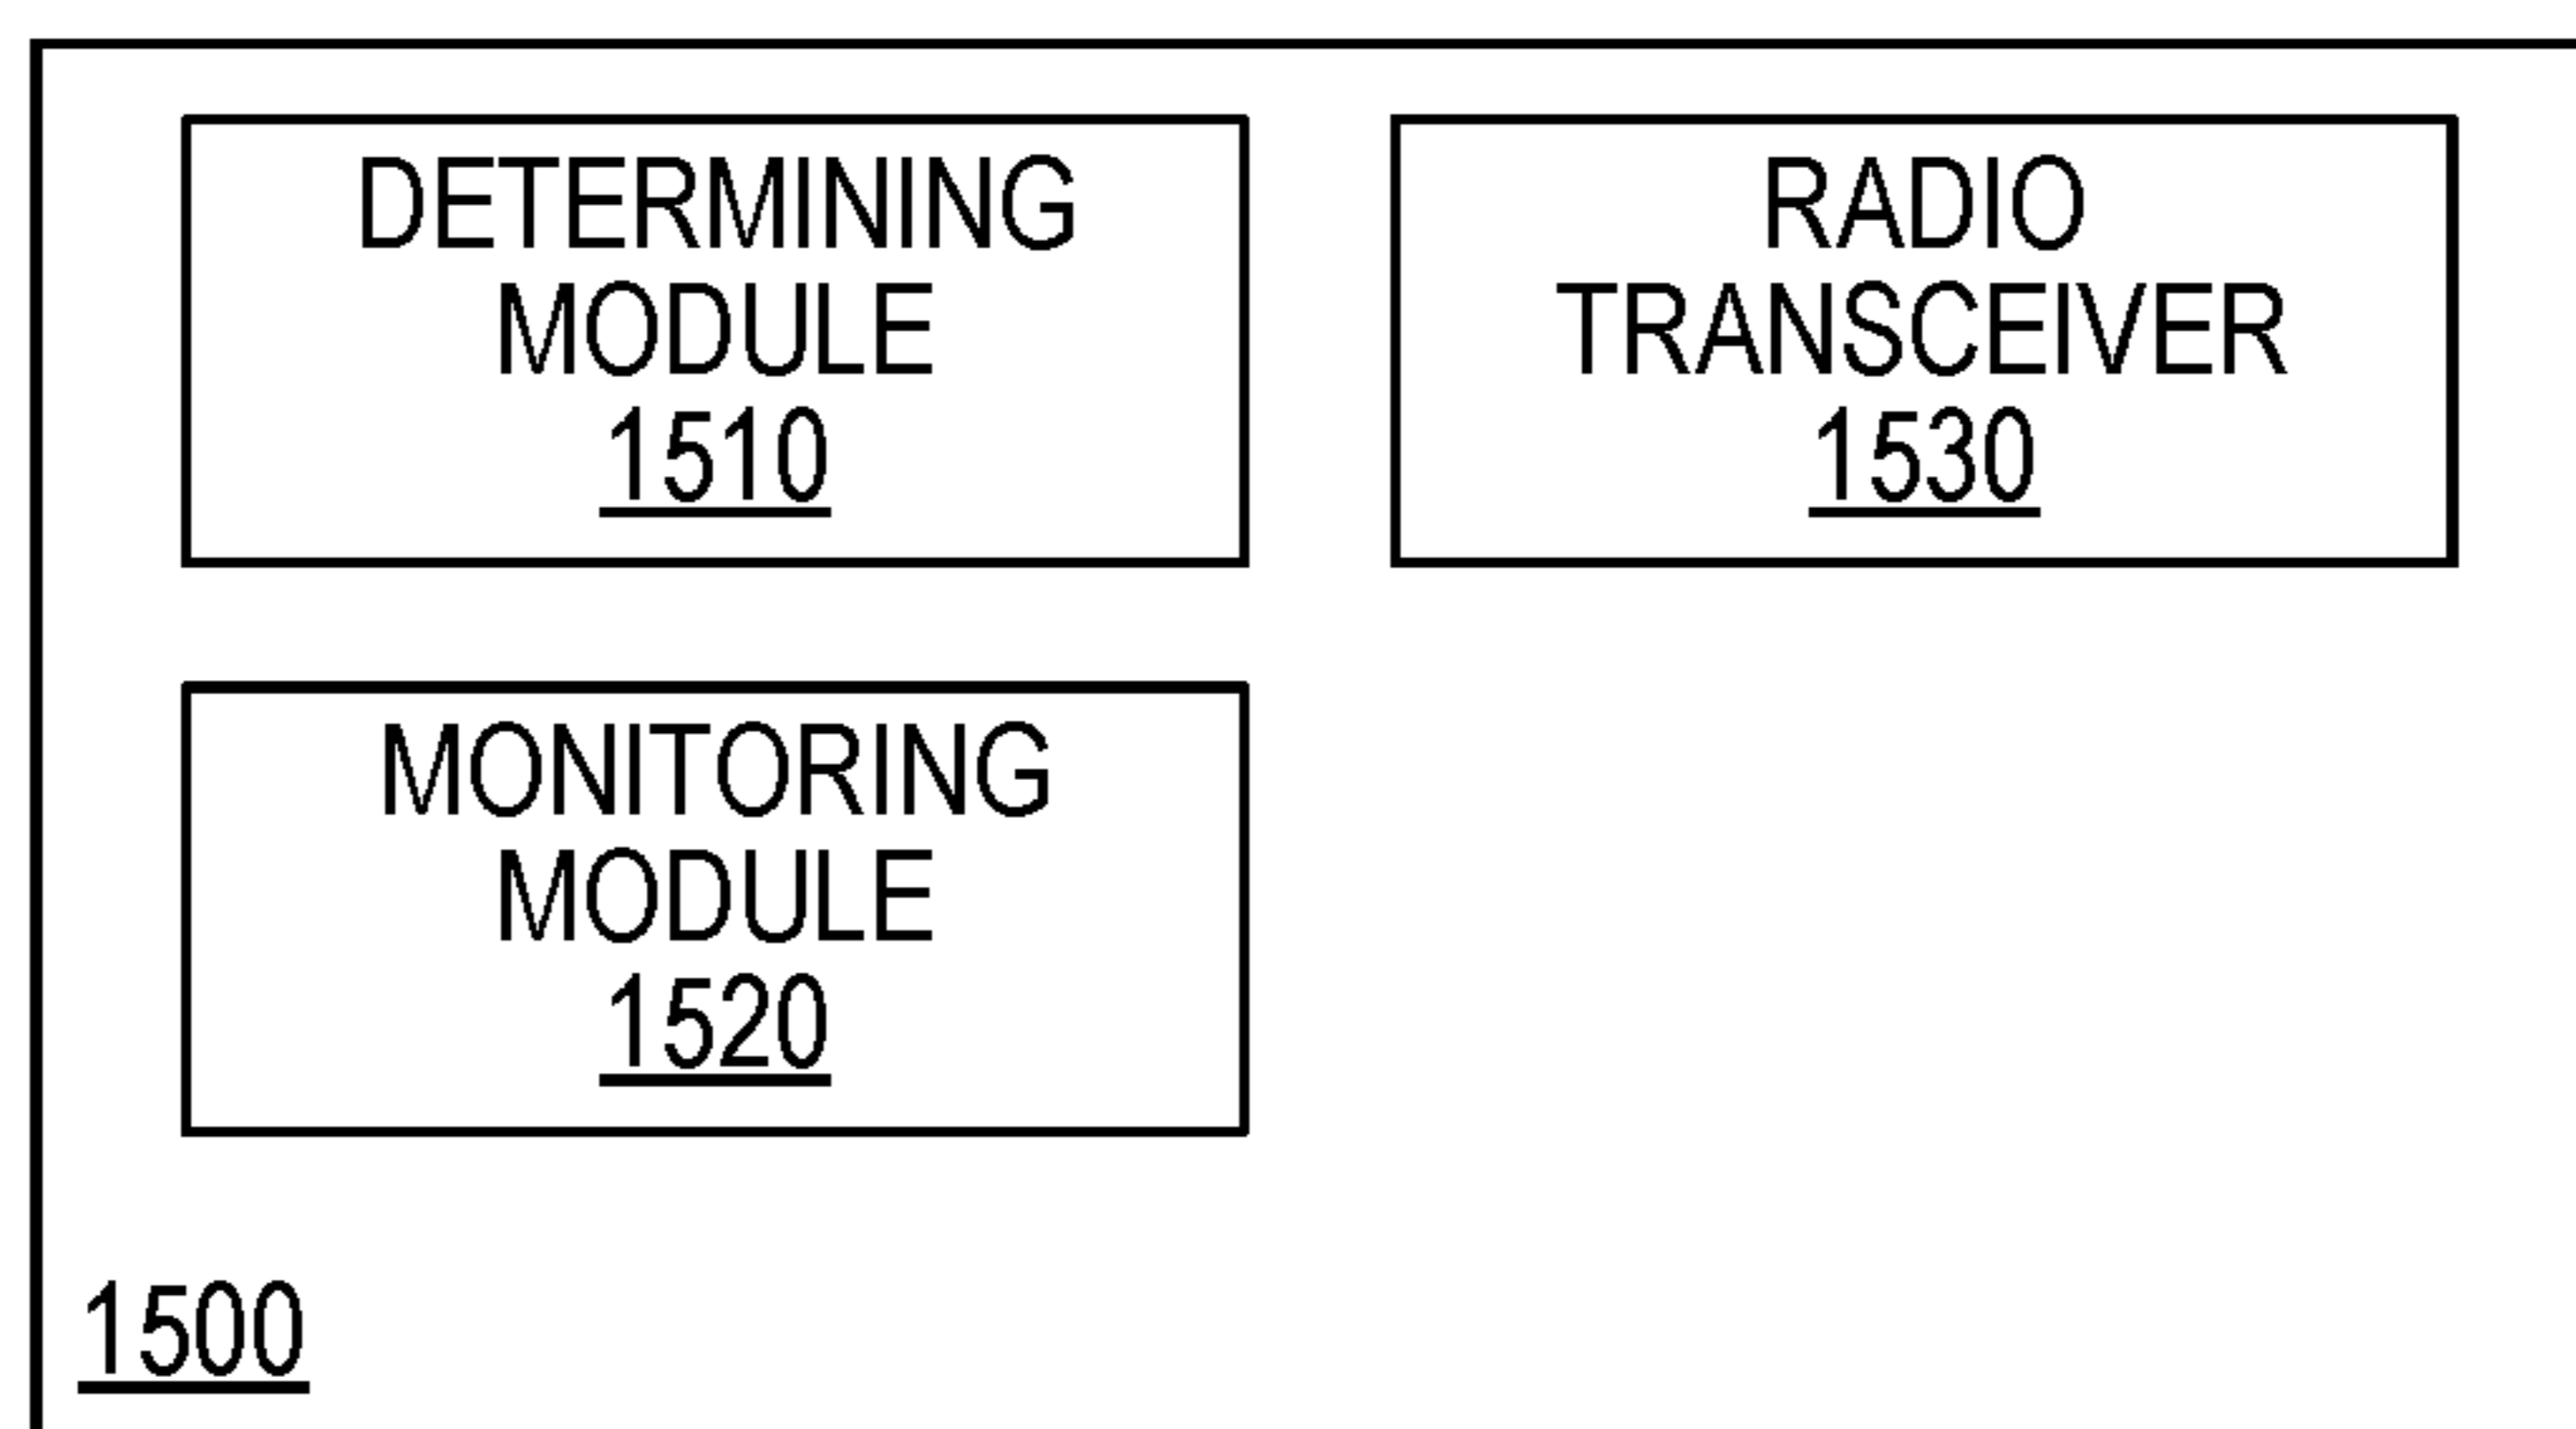 DETERMINING
MODULE
1510
RADIO
TRANSCEIVER
1530
MONITORING
MODULE
1520
1500